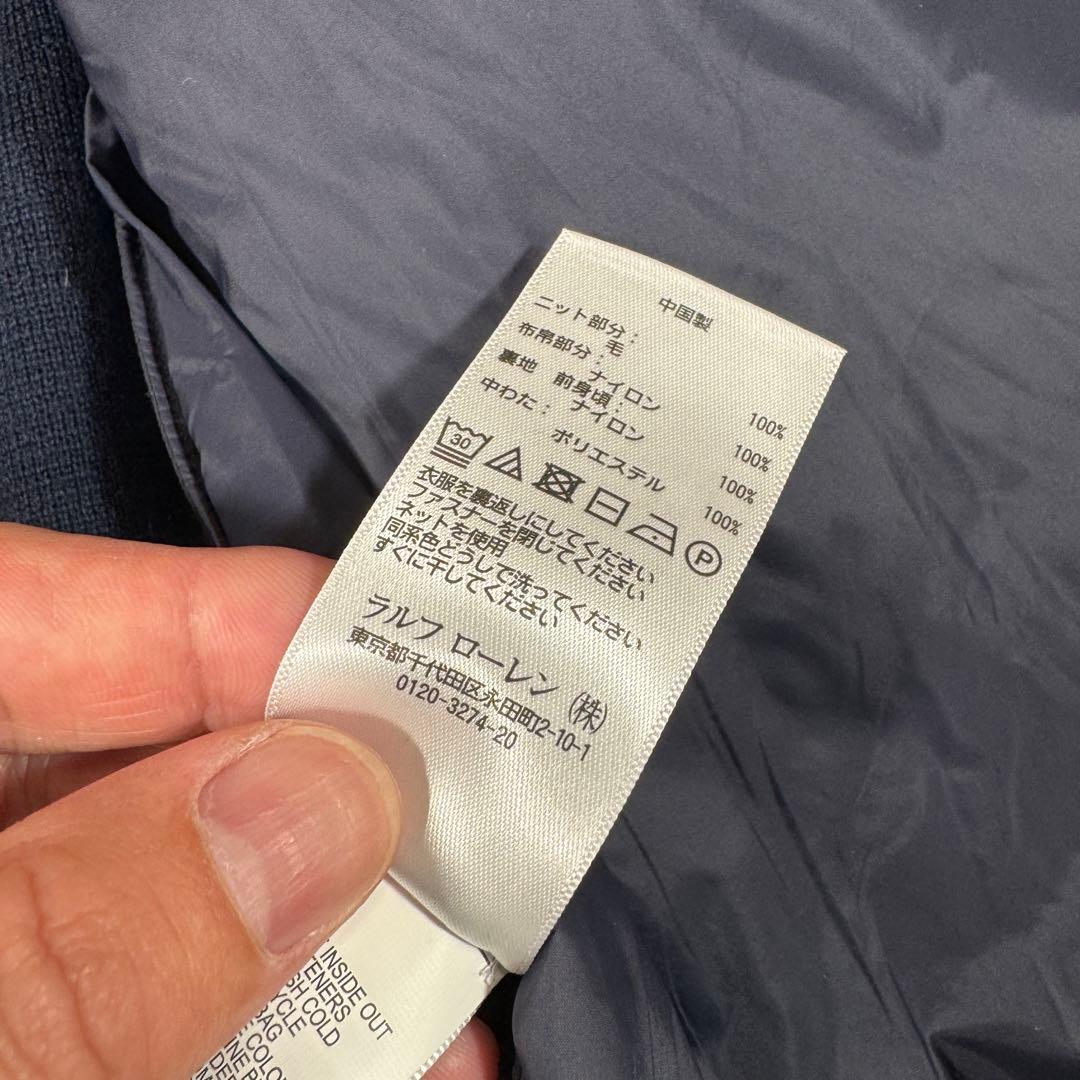 中国製
ニット部分：
毛 100%
布帛部分：
ナイロン 100%
裏地 前身頃：
ナイロン 100%
中わた：
ポリエステル 100%
30
P
衣服を裏返しにしてください
ファスナーを閉じてください
ネットを使用
同系色どうしで洗ってください
すぐに干してください
ラルフ ローレン (株)
東京都千代田区永田町2-10-1
0120-3274-20
INSIDE OUT
COLD